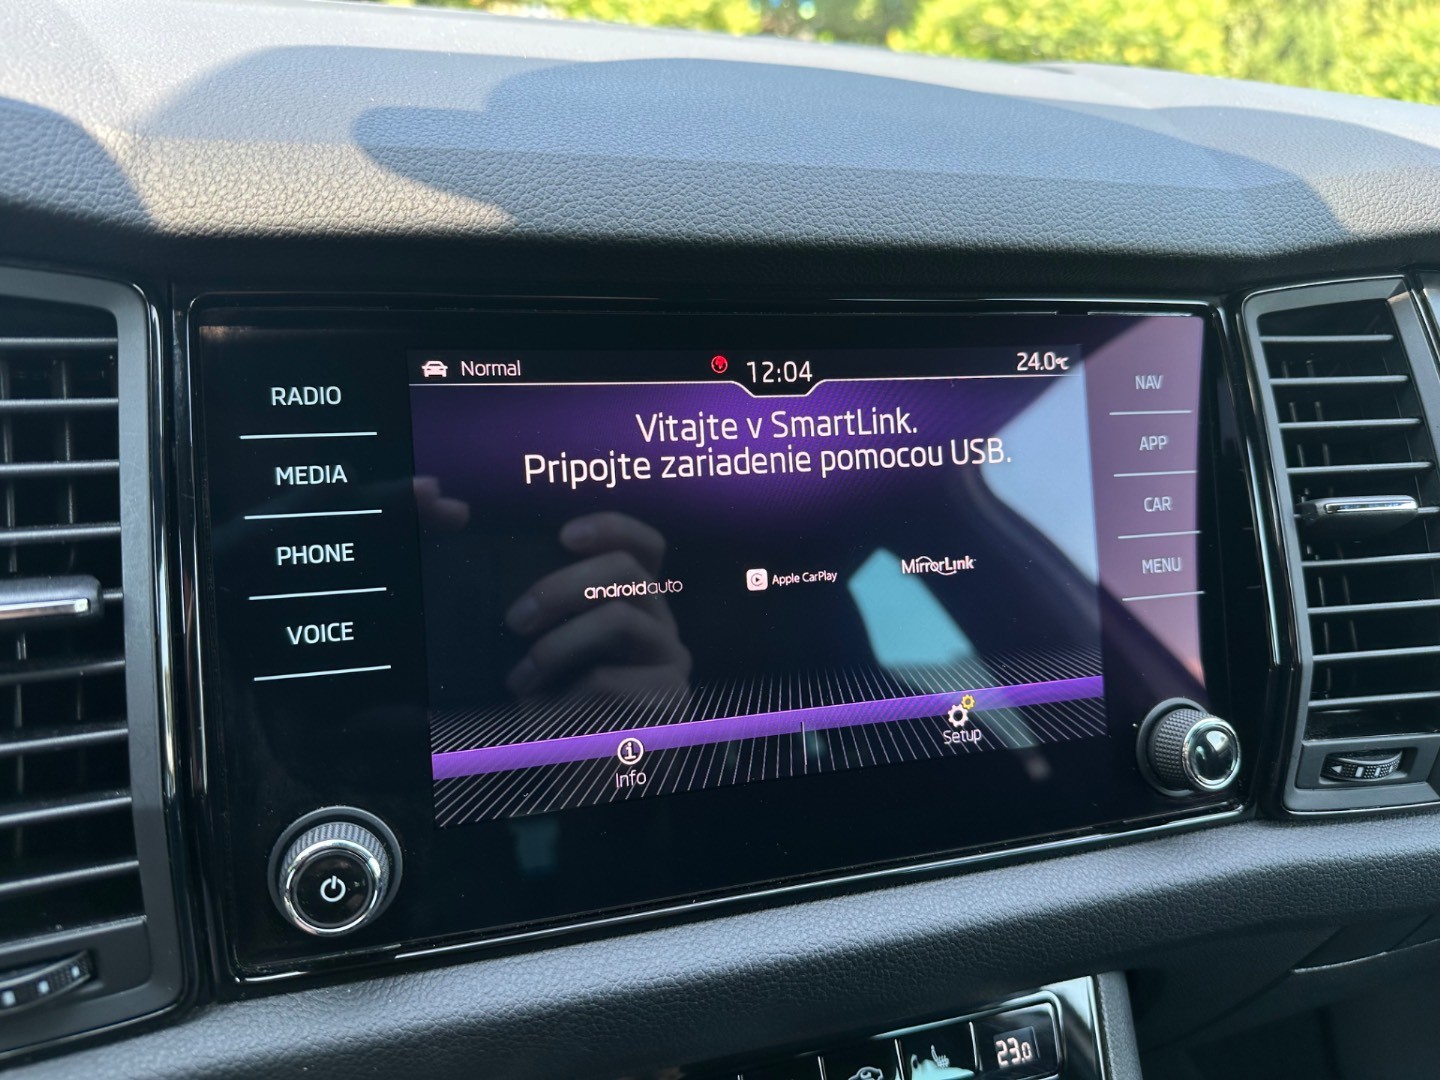 Normal
12:04
24.0°C
Vitajte v SmartLink.
Pripojte zariadenie pomocou USB.
androidauto
Apple CarPlay
MirrorLink
Info
Setup
RADIO
MEDIA
PHONE
VOICE
NAV
APP
CAR
MENU
23.0